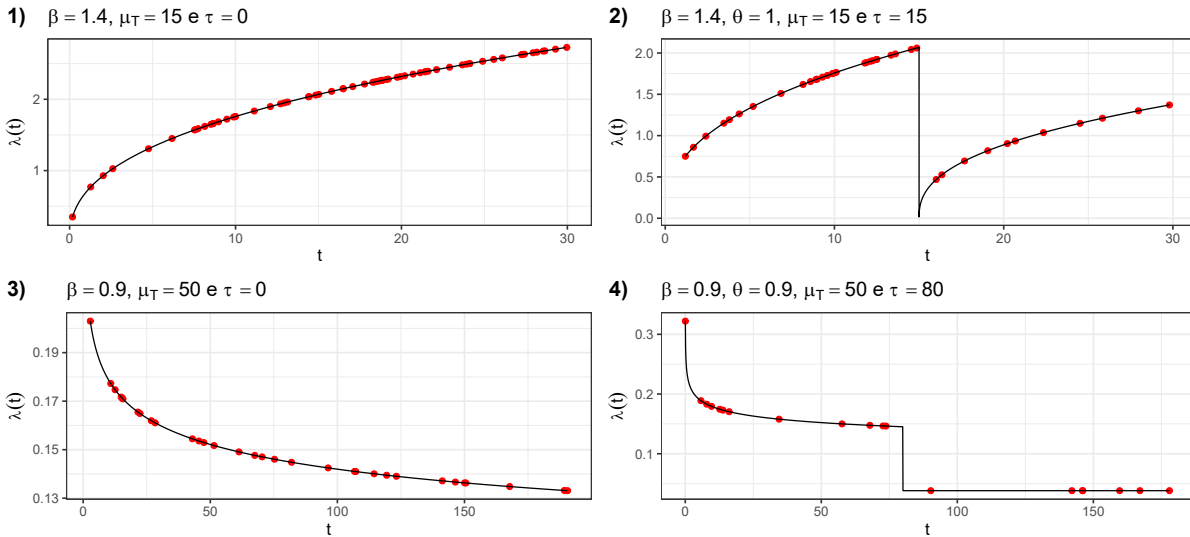 1) β = 1.4, μT = 15 e τ = 0
λ(t)
2
1
0 10 20 30
t
2) β = 1.4, θ = 1, μT = 15 e τ = 15
λ(t)
2.0
1.5
1.0
0.5
0.0
0 10 20 30
t
3) β = 0.9, μT = 50 e τ = 0
λ(t)
0.19
0.17
0.15
0.13
0 50 100 150
t
4) β = 0.9, θ = 0.9, μT = 50 e τ = 80
λ(t)
0.3
0.2
0.1
0 50 100 150
t